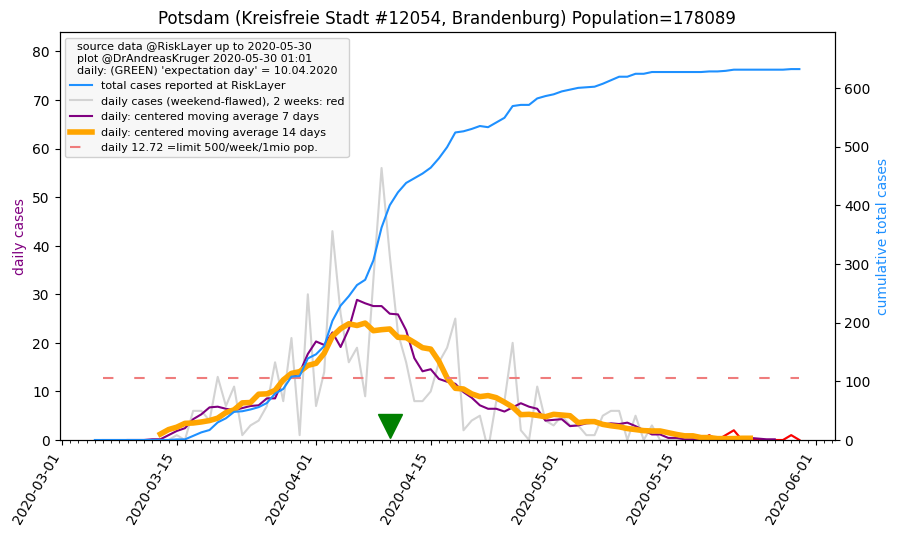 Potsdam (Kreisfreie Stadt #12054, Brandenburg) Population=178089
source data @RiskLayer up to 2020-05-30
plot @DrAndreasKruger 2020-05-30 01:01
daily: (GREEN) 'expectation day' = 10.04.2020
total cases reported at RiskLayer
daily cases (weekend-flawed), 2 weeks: red
daily: centered moving average 7 days
daily: centered moving average 14 days
daily 12.72 =limit 500/week/1mio pop.
daily cases
80
70
60
50
40
30
20
10
0
cumulative total cases
600
500
400
300
200
100
0
2020-03-01
2020-03-15
2020-04-01
2020-04-15
2020-05-01
2020-05-15
2020-06-01